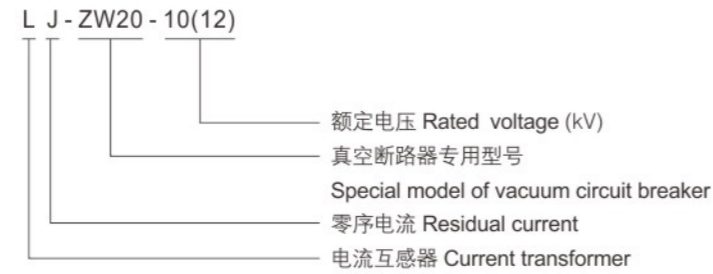 L J - ZW20 - 10(12)
额定电压 Rated voltage (kV)
真空断路器专用型号
Special model of vacuum circuit breaker
零序电流 Residual current
电流互感器 Current transformer